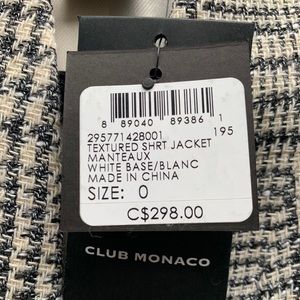 8 89040 89386 1
295771428001 195
TEXTURED SHRT JACKET
MANTEAUX
WHITE BASE/BLANC
MADE IN CHINA
SIZE: 0
C$298.00
CLUB MONACO